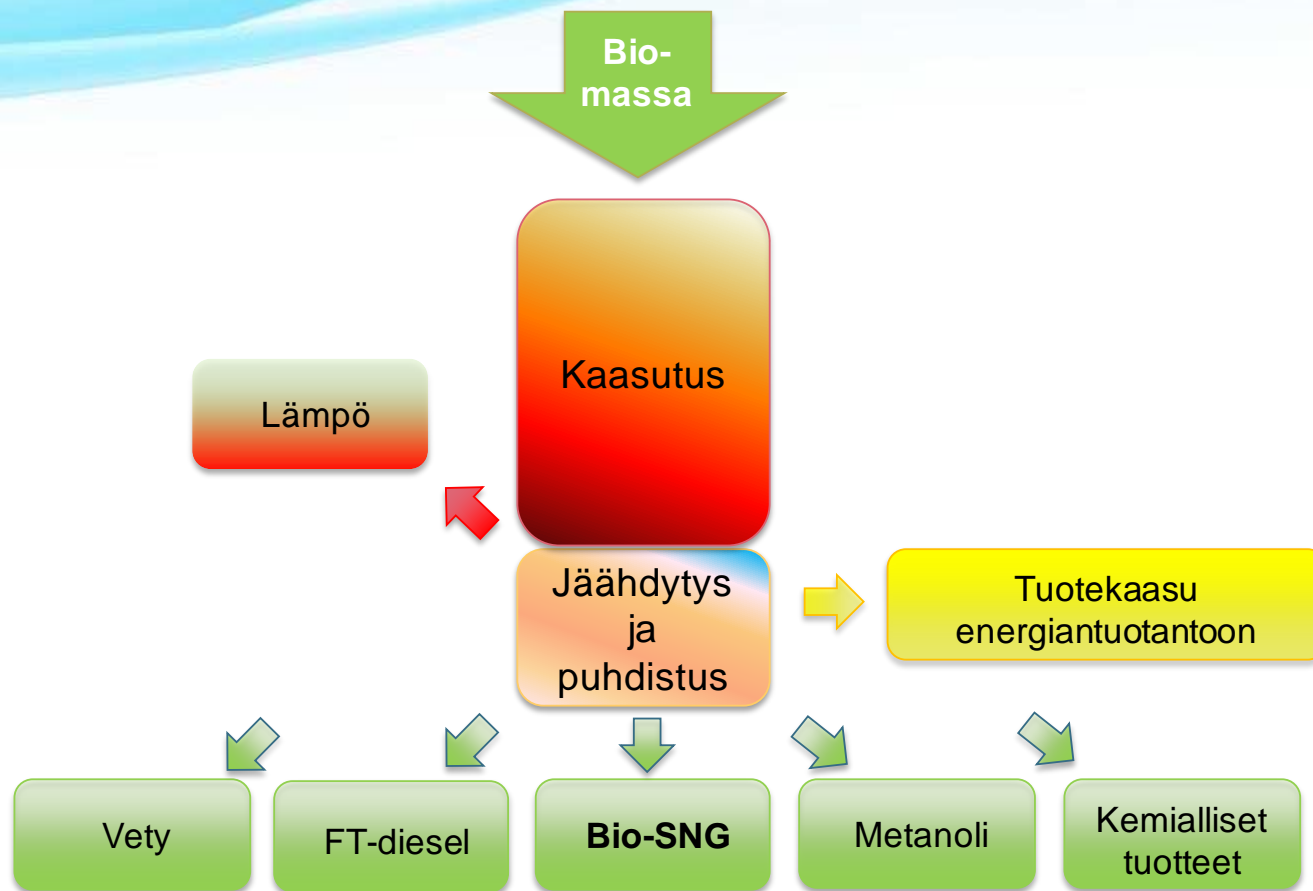 Bio-
massa
Kaasutus
Lämpö
Jäähdytys
ja
puhdistus
Tuotekaasu
energiantuotantoon
Vety
FT-diesel
Bio-SNG
Metanoli
Kemialliset
tuotteet